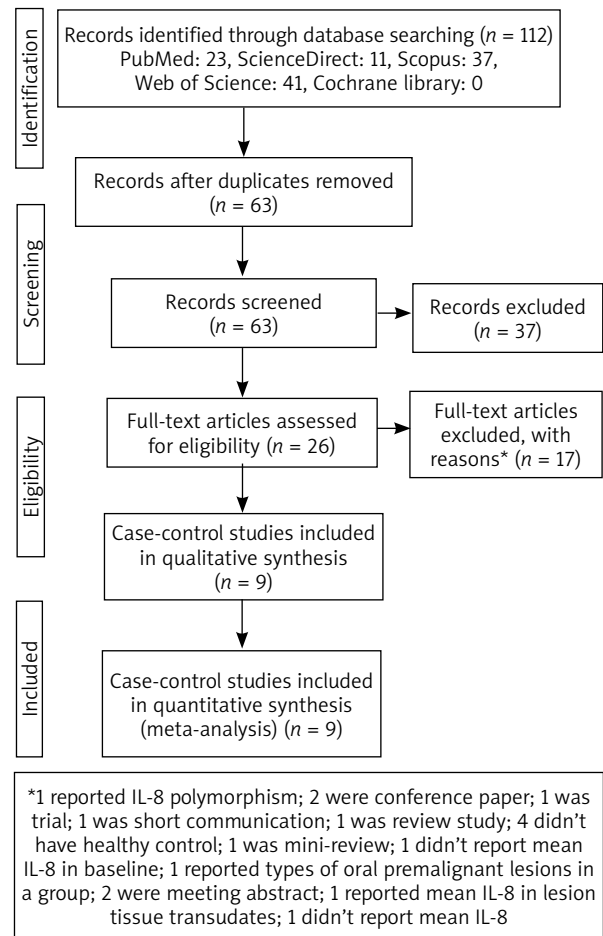 Identification
Records identified through database searching (n = 112)
PubMed: 23, ScienceDirect: 11, Scopus: 37,
Web of Science: 41, Cochrane library: 0
Records after duplicates removed
(n = 63)
Screening
Records screened
(n = 63)
Records excluded
(n = 37)
Eligibility
Full-text articles assessed
for eligibility (n = 26)
Full-text articles
excluded, with
reasons* (n = 17)
Case-control studies included
in qualitative synthesis
(n = 9)
Included
Case-control studies included
in quantitative synthesis
(meta-analysis) (n = 9)
*1 reported IL-8 polymorphism; 2 were conference paper; 1 was
trial; 1 was short communication; 1 was review study; 4 didn't
have healthy control; 1 was mini-review; 1 didn't report mean
IL-8 in baseline; 1 reported types of oral premalignant lesions in
a group; 2 were meeting abstract; 1 reported mean IL-8 in lesion
tissue transudates; 1 didn't report mean IL-8